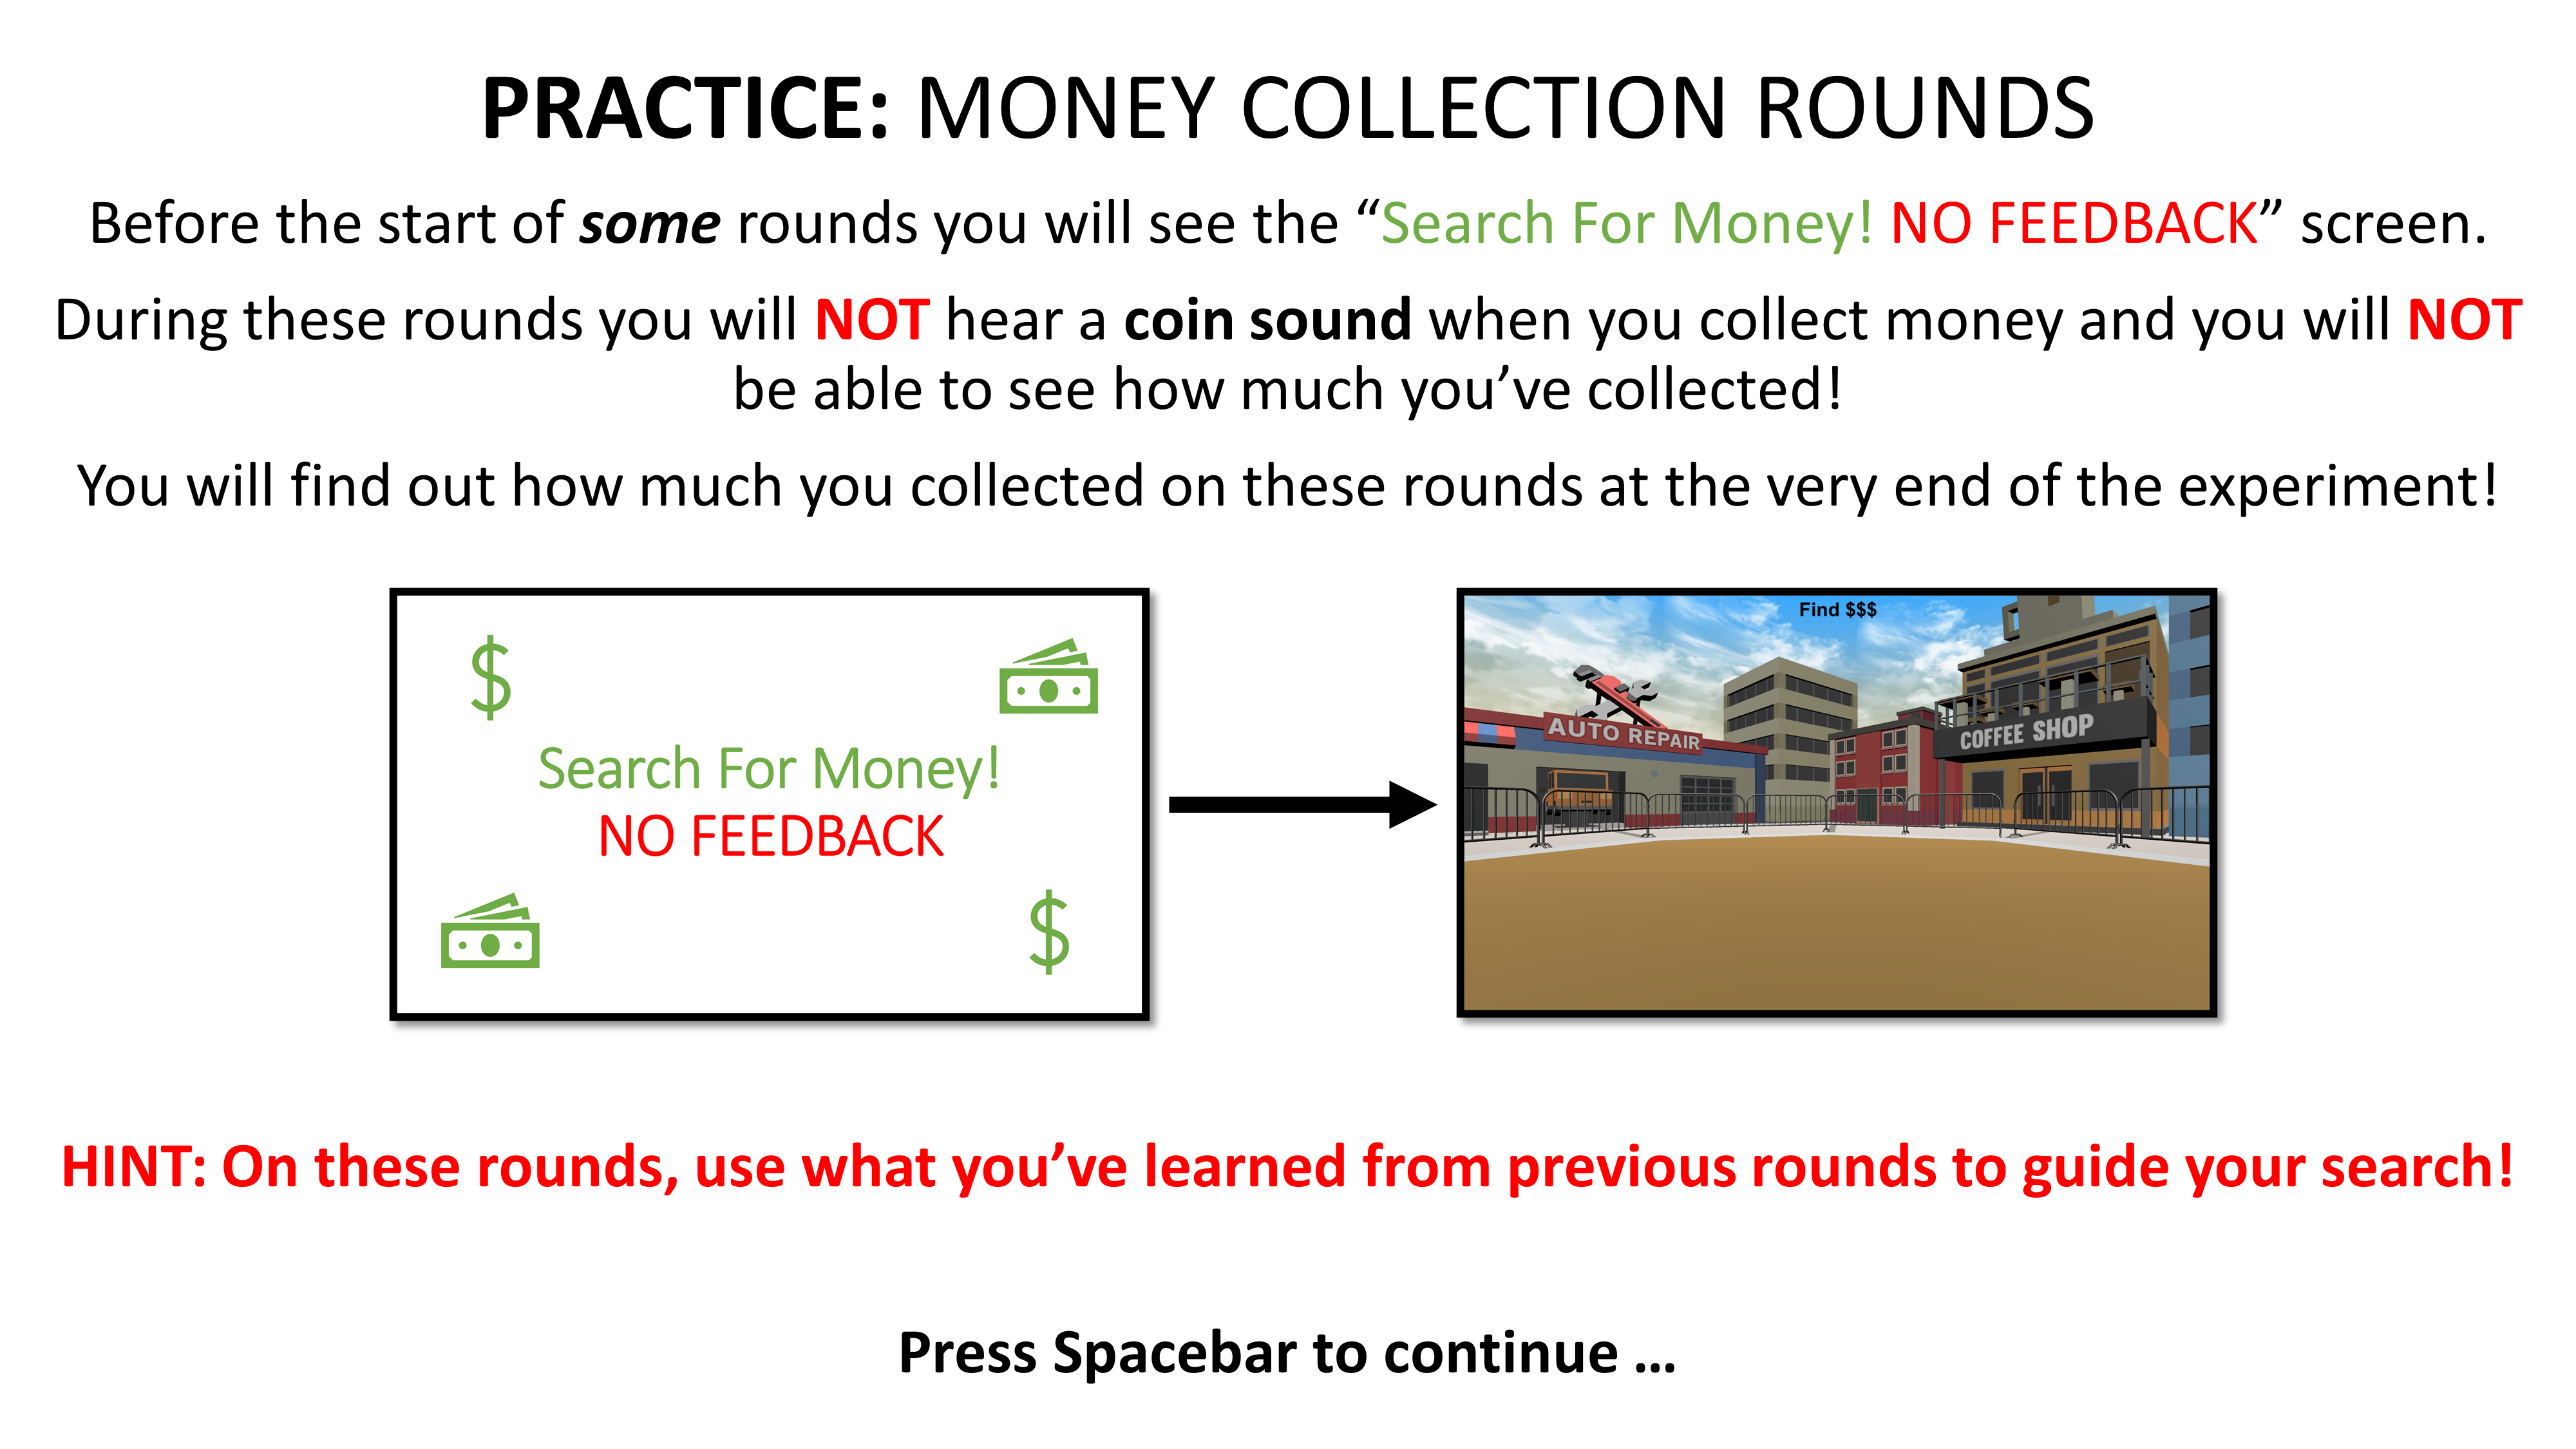 PRACTICE: MONEY COLLECTION ROUNDS
Before the start of some rounds you will see the “Search For Money! NO FEEDBACK” screen.
During these rounds you will NOT hear a coin sound when you collect money and you will NOT
be able to see how much you’ve collected!
You will find out how much you collected on these rounds at the very end of the experiment!
Search For Money!
NO FEEDBACK
Find $$$
AUTO REPAIR
COFFEE SHOP
HINT: On these rounds, use what you’ve learned from previous rounds to guide your search!
Press Spacebar to continue …